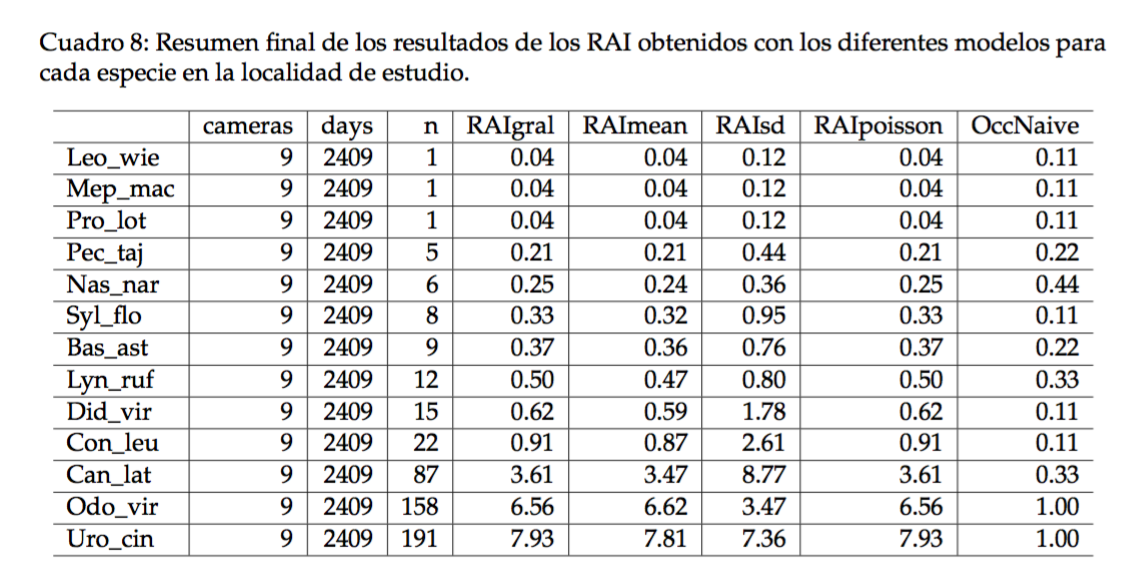 Cuadro 8: Resumen final de los resultados de los RAI obtenidos con los diferentes modelos para
cada especie en la localidad de estudio.
cameras days n RAIgral RAImean RAIsd RAIpoisson OccNaive
Leo_wie 9 2409 1 0.04 0.04 0.12 0.04 0.11
Mep_mac 9 2409 1 0.04 0.04 0.12 0.04 0.11
Pro_lot 9 2409 1 0.04 0.04 0.12 0.04 0.11
Pec_taj 9 2409 5 0.21 0.21 0.44 0.21 0.22
Nas_nar 9 2409 6 0.25 0.24 0.36 0.25 0.44
Syl_flo 9 2409 8 0.33 0.32 0.95 0.33 0.11
Bas_ast 9 2409 9 0.37 0.36 0.76 0.37 0.22
Lyn_ruf 9 2409 12 0.50 0.47 0.80 0.50 0.33
Did_vir 9 2409 15 0.62 0.59 1.78 0.62 0.11
Con_leu 9 2409 22 0.91 0.87 2.61 0.91 0.11
Can_lat 9 2409 87 3.61 3.47 8.77 3.61 0.33
Odo_vir 9 2409 158 6.56 6.62 3.47 6.56 1.00
Uro_cin 9 2409 191 7.93 7.81 7.36 7.93 1.00